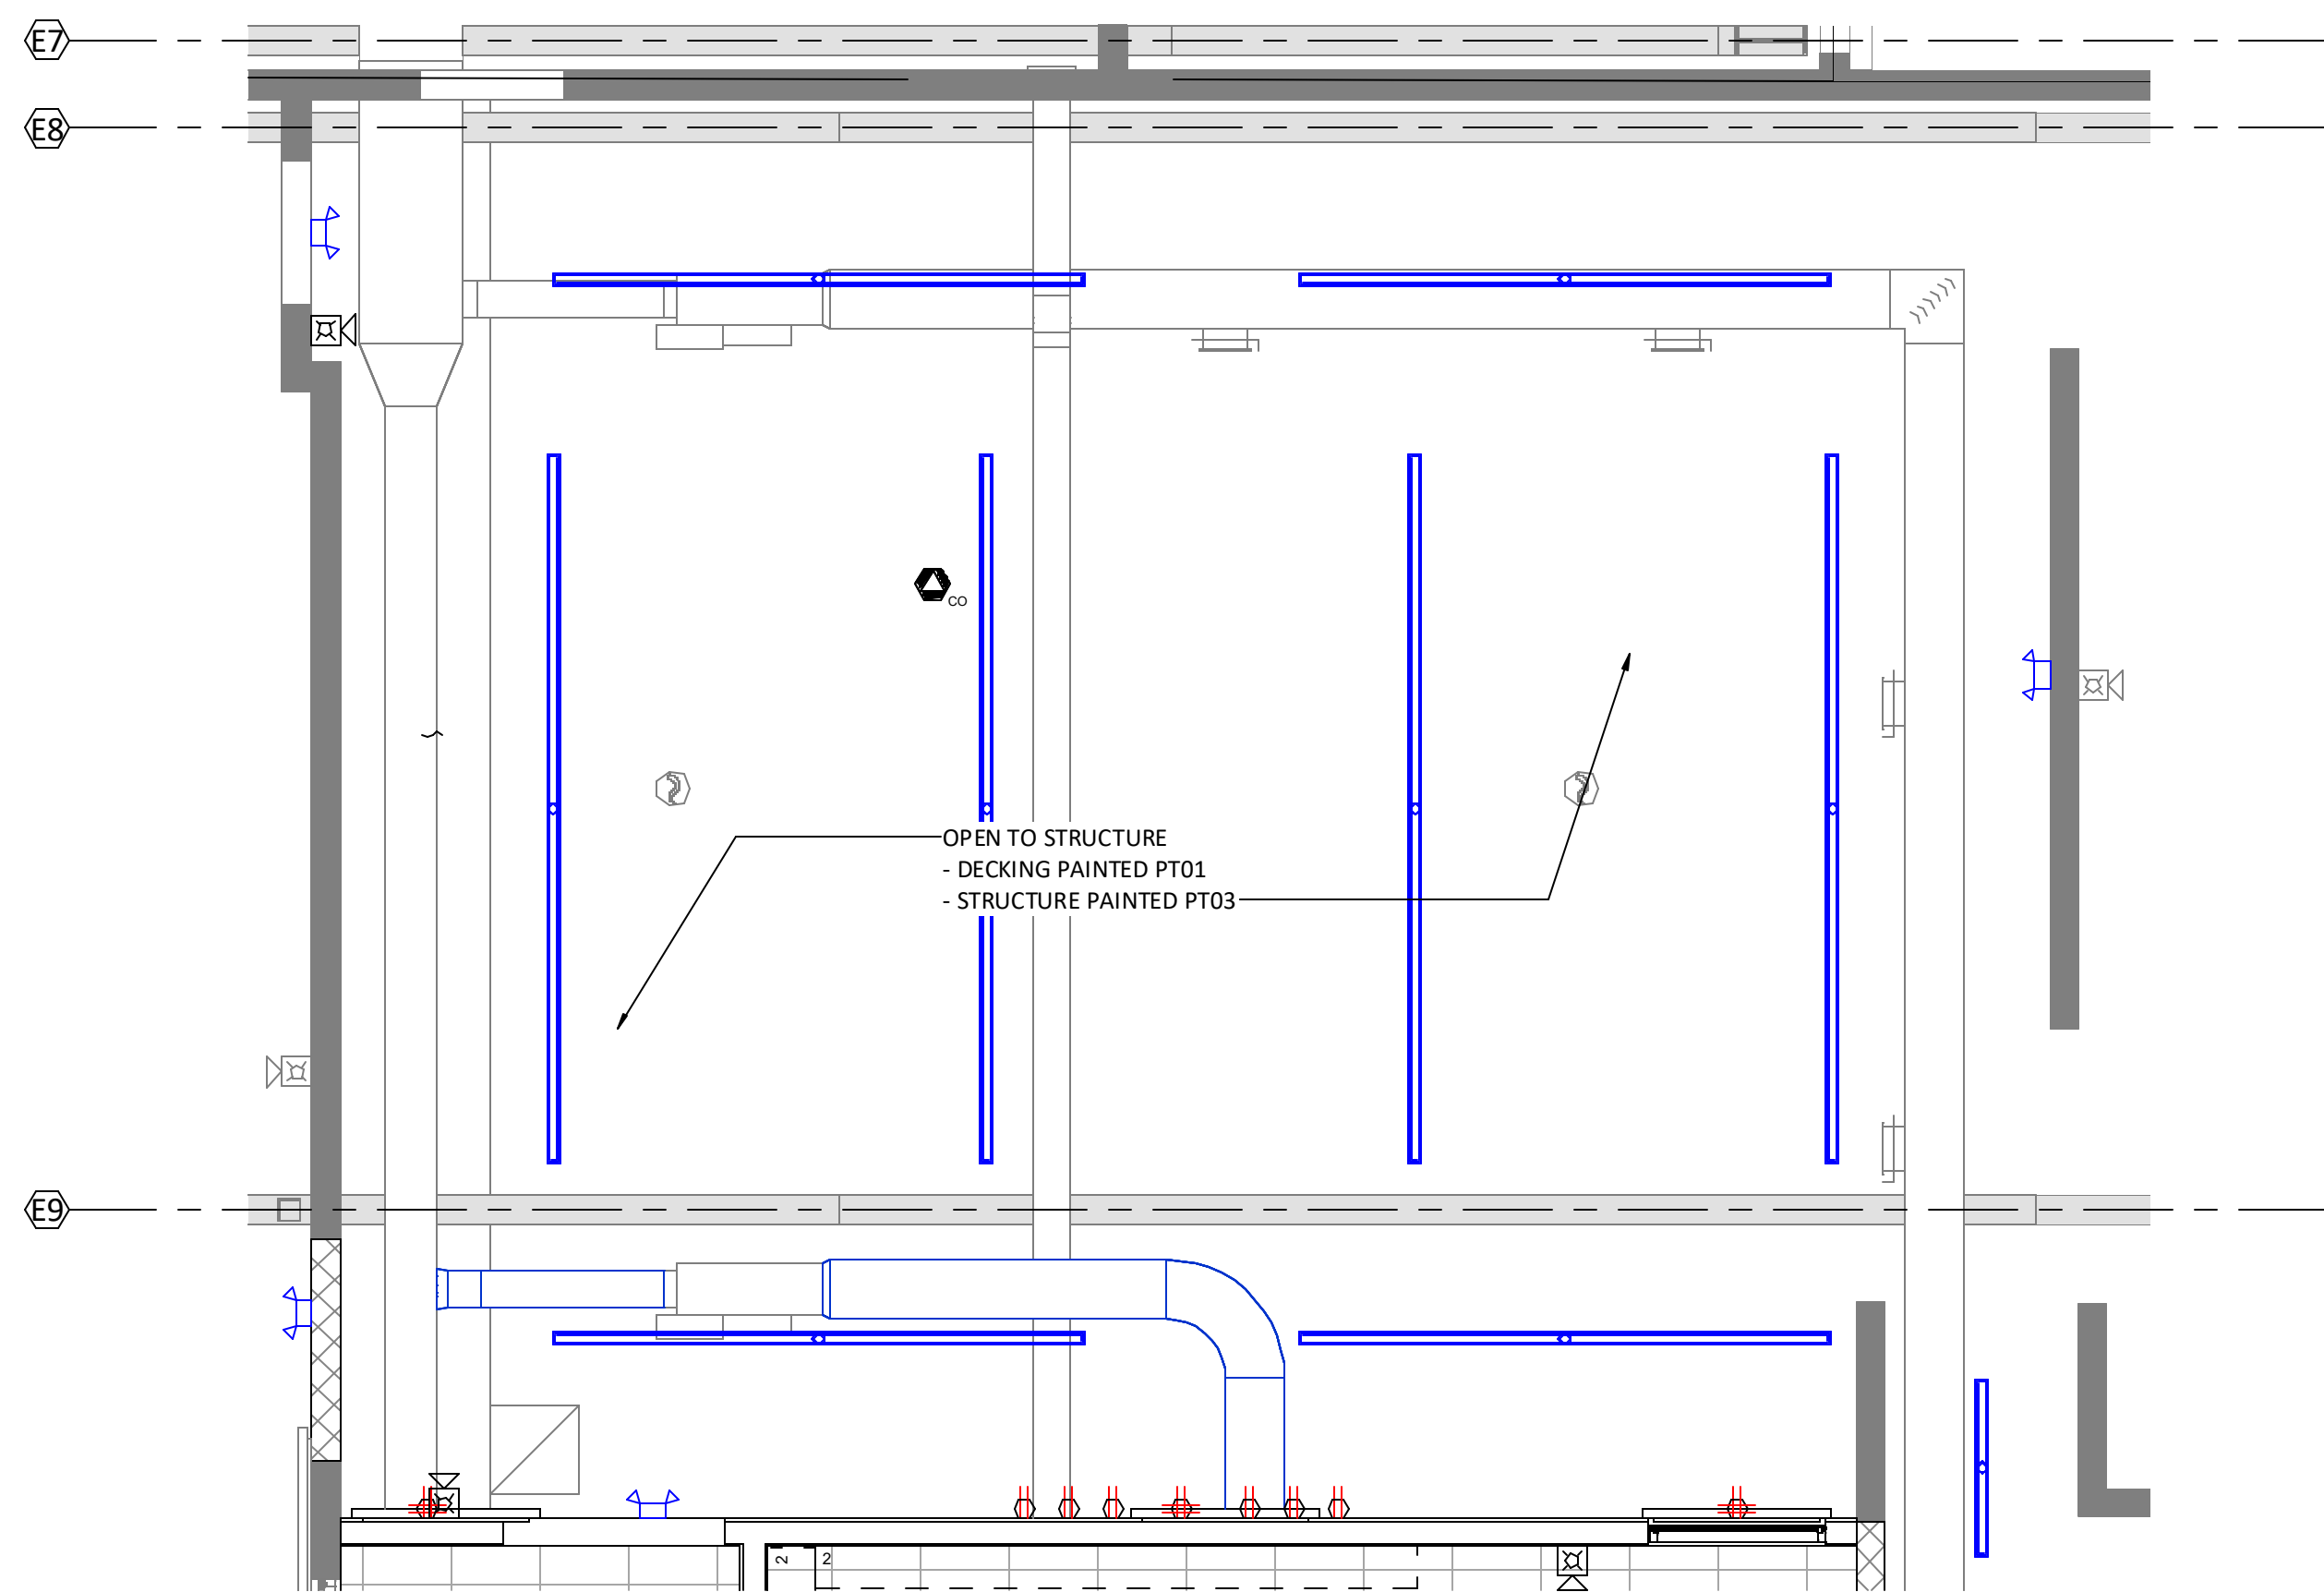 E7
E8
CO
OPEN TO STRUCTURE
- DECKING PAINTED PT01
- STRUCTURE PAINTED PT03
E9
2
2